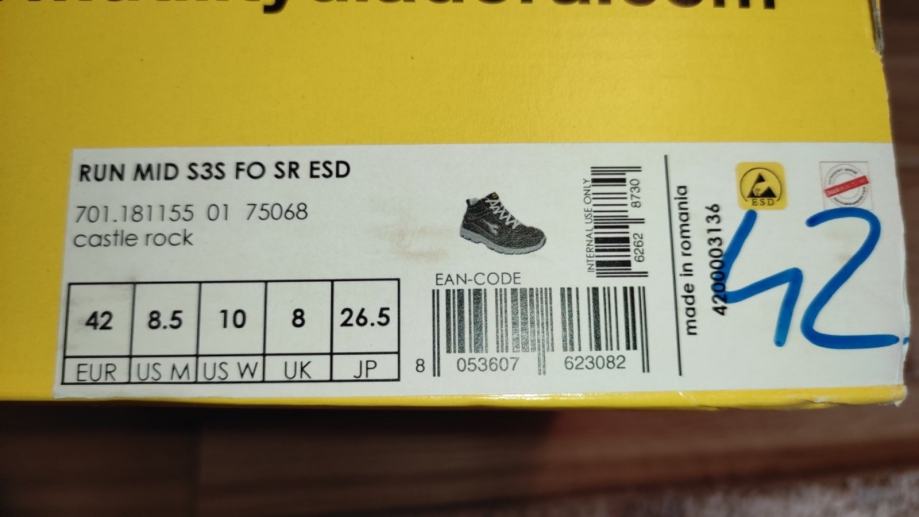 RUN MID S3S FO SR ESD
701.181155 01 75068
castle rock
42 8.5 10 8 26.5
EUR US M US W UK JP
EAN-CODE
8 053607 623082
INTERNAL USE ONLY
6262 8730
made in romania
4200003136
ESD
42